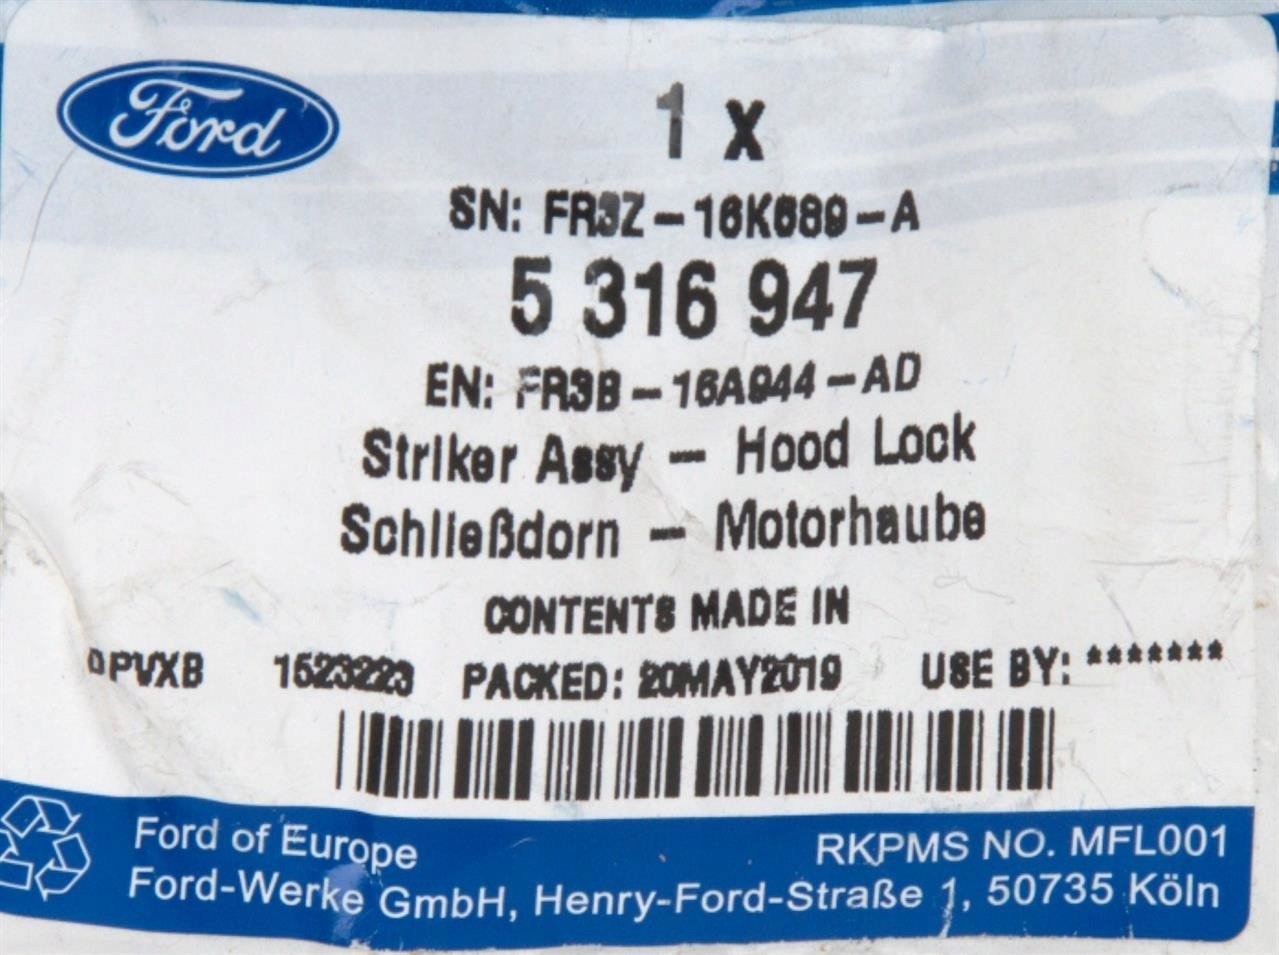 Ford
1 x
SN: FR3Z-16K689-A
5 316 947
EN: FR3B-16A944-AD
Striker Assy - Hood Lock
Schließdorn - Motorhaube
CONTENTS MADE IN
PVXB 1523223 PACKED: 20MAY2019 USE BY: *******
Ford of Europe
Ford-Werke GmbH, Henry-Ford-Straße 1, 50735 Köln
RKPMS NO. MFL001